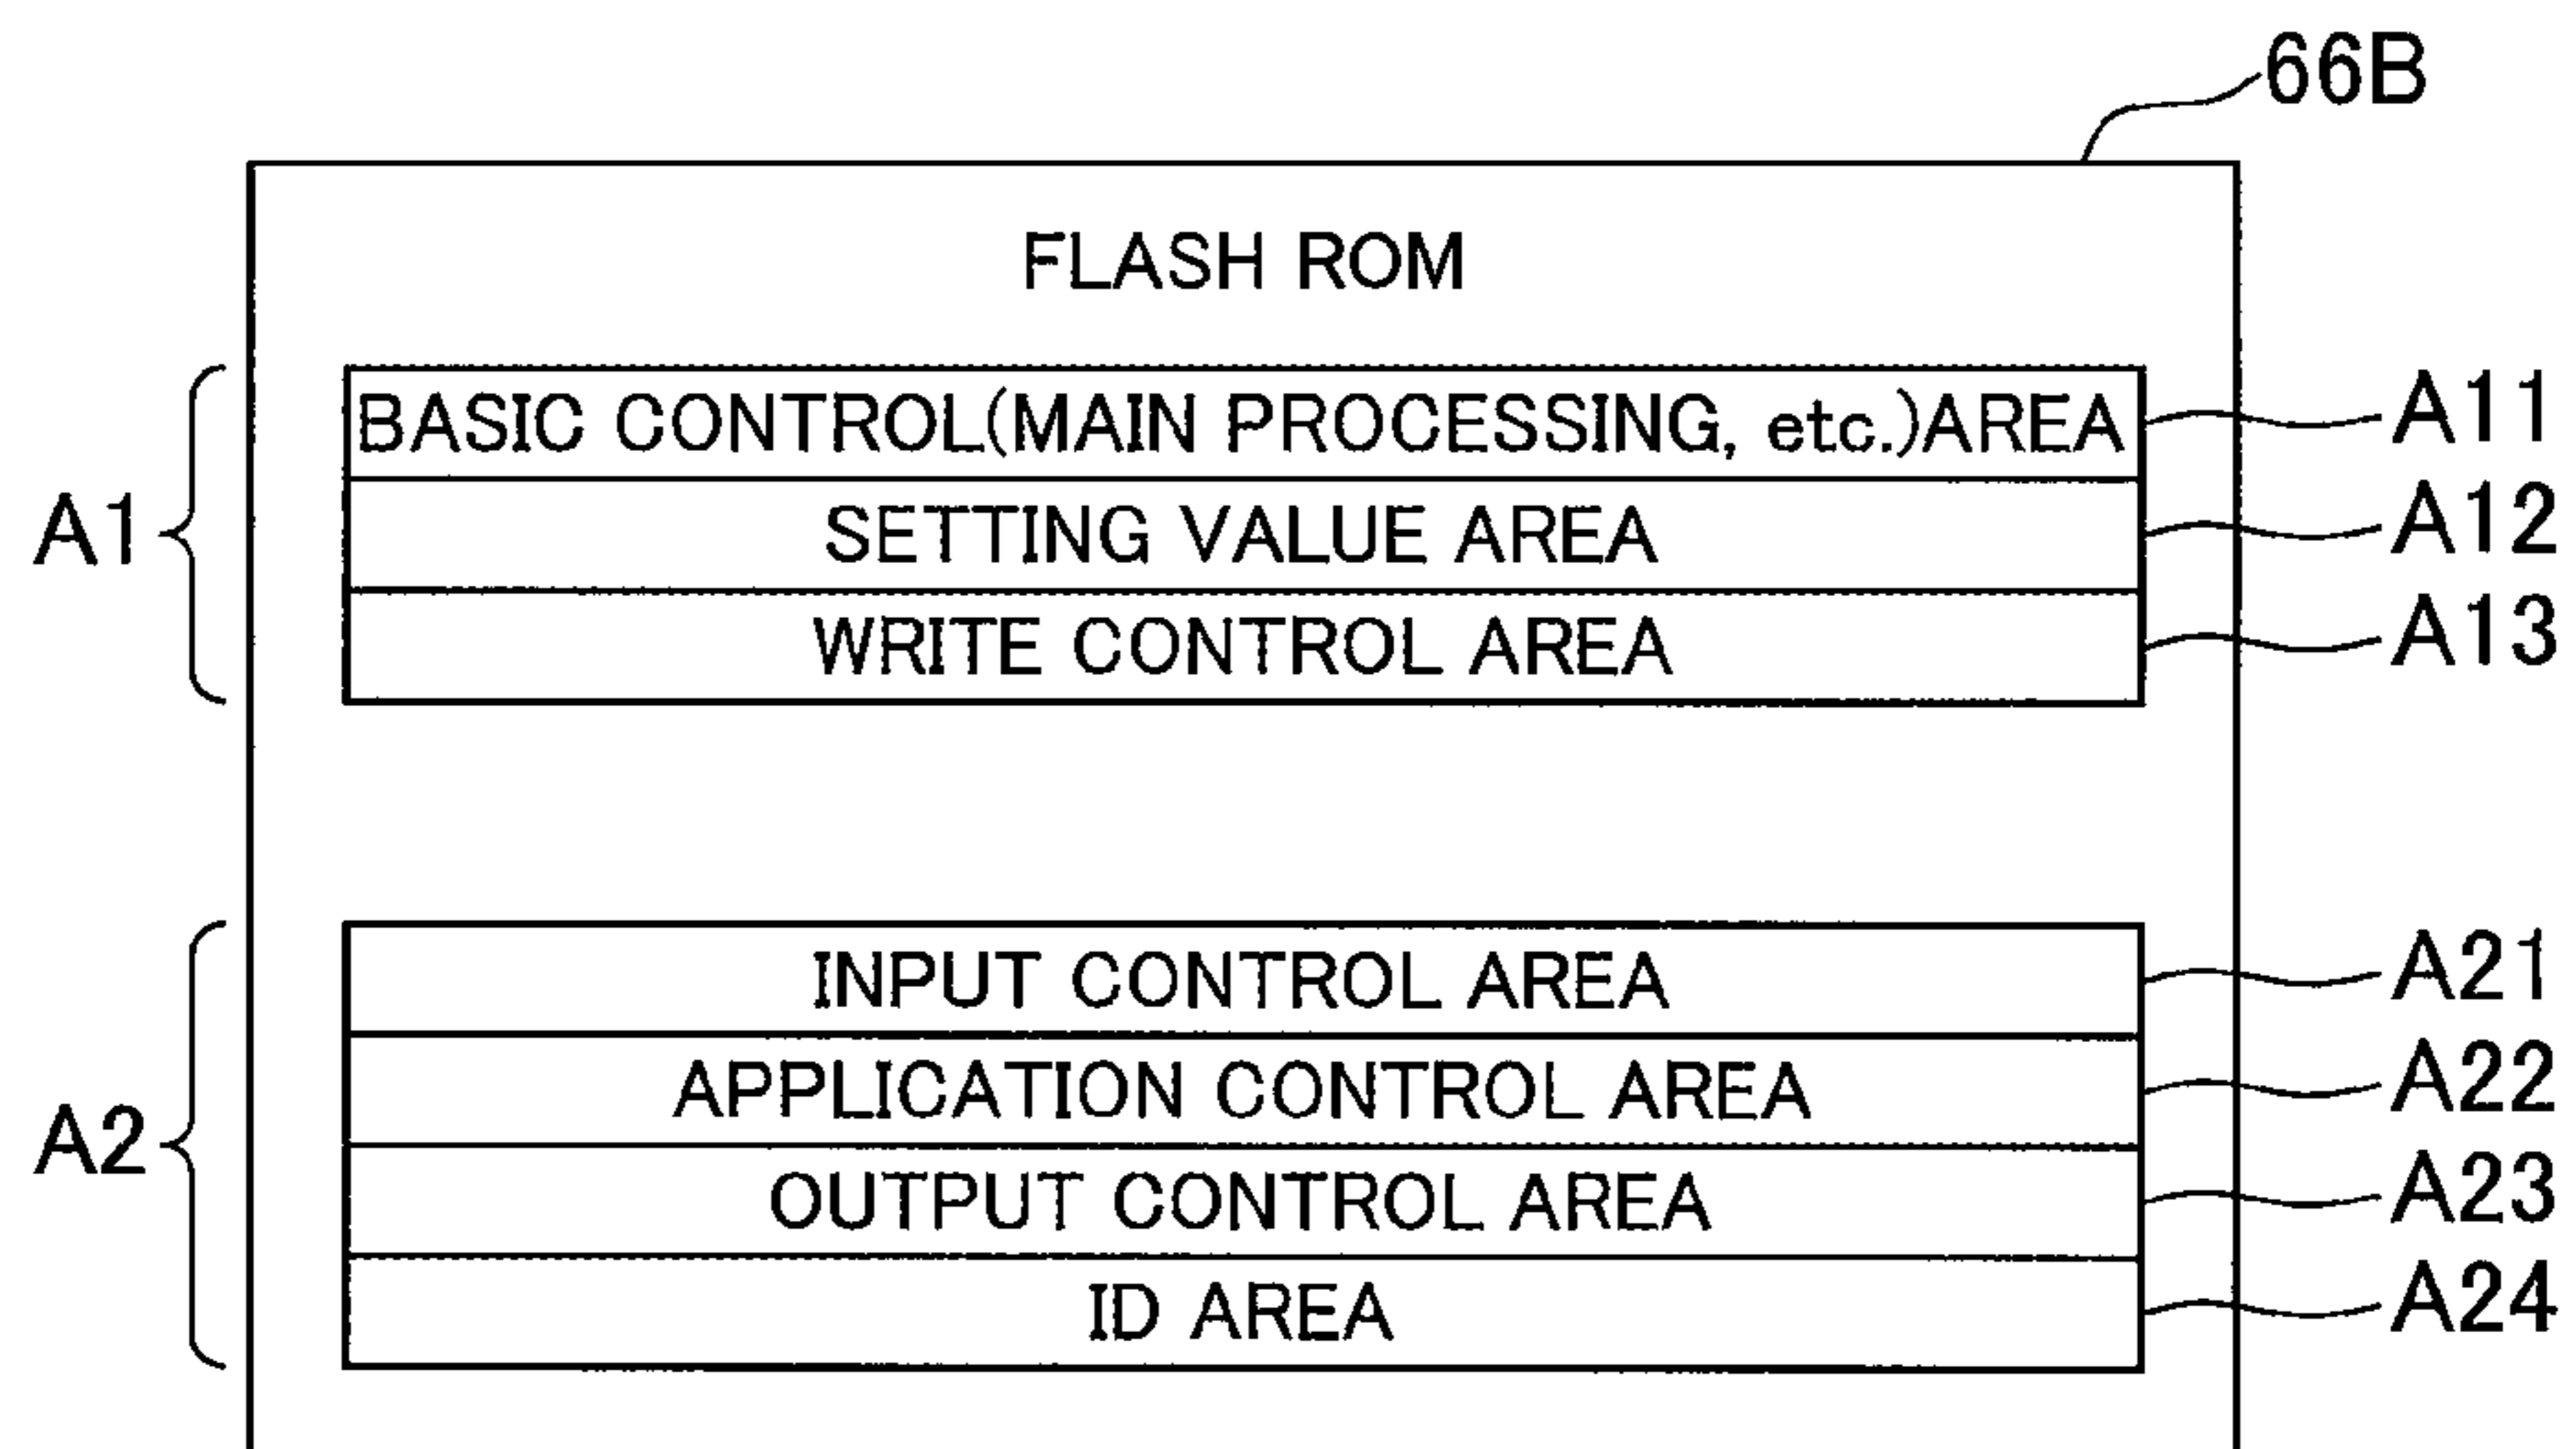 66B
FLASH ROM
A1
BASIC CONTROL(MAIN PROCESSING, etc.)AREA A11
SETTING VALUE AREA A12
WRITE CONTROL AREA A13
A2
INPUT CONTROL AREA A21
APPLICATION CONTROL AREA A22
OUTPUT CONTROL AREA A23
ID AREA A24